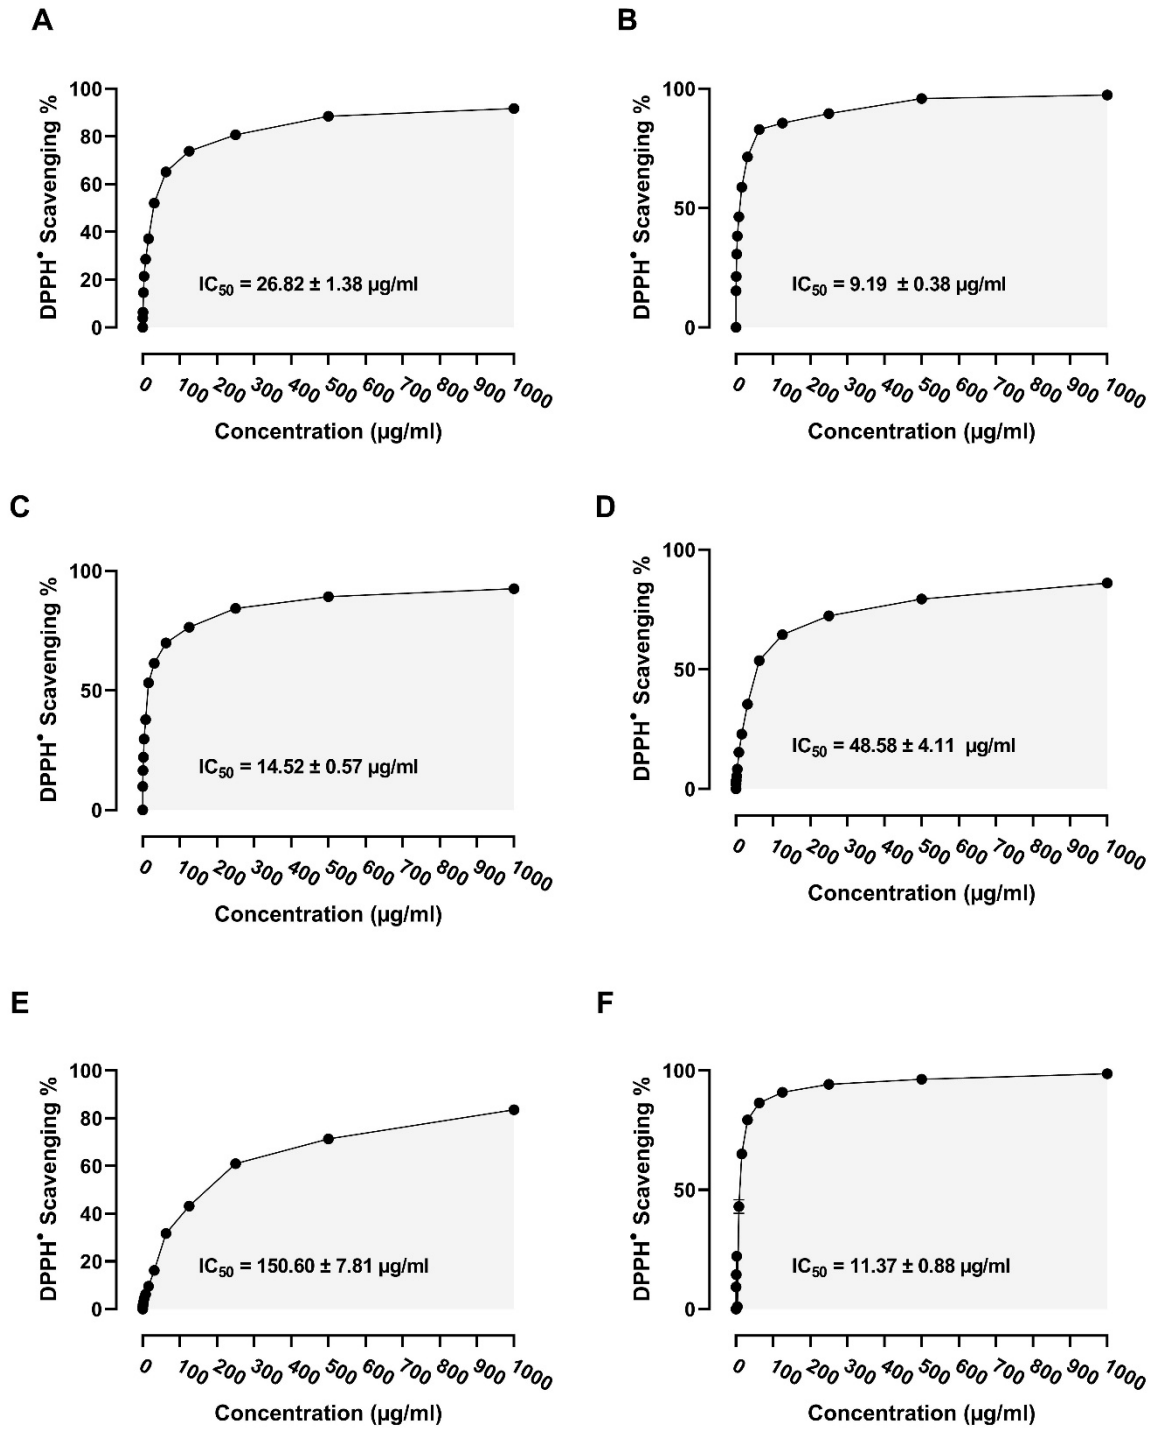 A
DPPH• Scavenging %
100
80
60
40
20
0
IC50 = 26.82 ± 1.38 µg/ml
0 100 200 300 400 500 600 700 800 900 1000
Concentration (µg/ml)
B
DPPH• Scavenging %
100
50
0
IC50 = 9.19 ± 0.38 µg/ml
0 100 200 300 400 500 600 700 800 900 1000
Concentration (µg/ml)
C
DPPH• Scavenging %
100
50
0
IC50 = 14.52 ± 0.57 µg/ml
0 100 200 300 400 500 600 700 800 900 1000
Concentration (µg/ml)
D
DPPH• Scavenging %
100
50
0
IC50 = 48.58 ± 4.11 µg/ml
0 100 200 300 400 500 600 700 800 900 1000
Concentration (µg/ml)
E
DPPH• Scavenging %
100
80
60
40
20
0
IC50 = 150.60 ± 7.81 µg/ml
0 100 200 300 400 500 600 700 800 900 1000
Concentration (µg/ml)
F
DPPH• Scavenging %
100
50
0
IC50 = 11.37 ± 0.88 µg/ml
0 100 200 300 400 500 600 700 800 900 1000
Concentration (µg/ml)